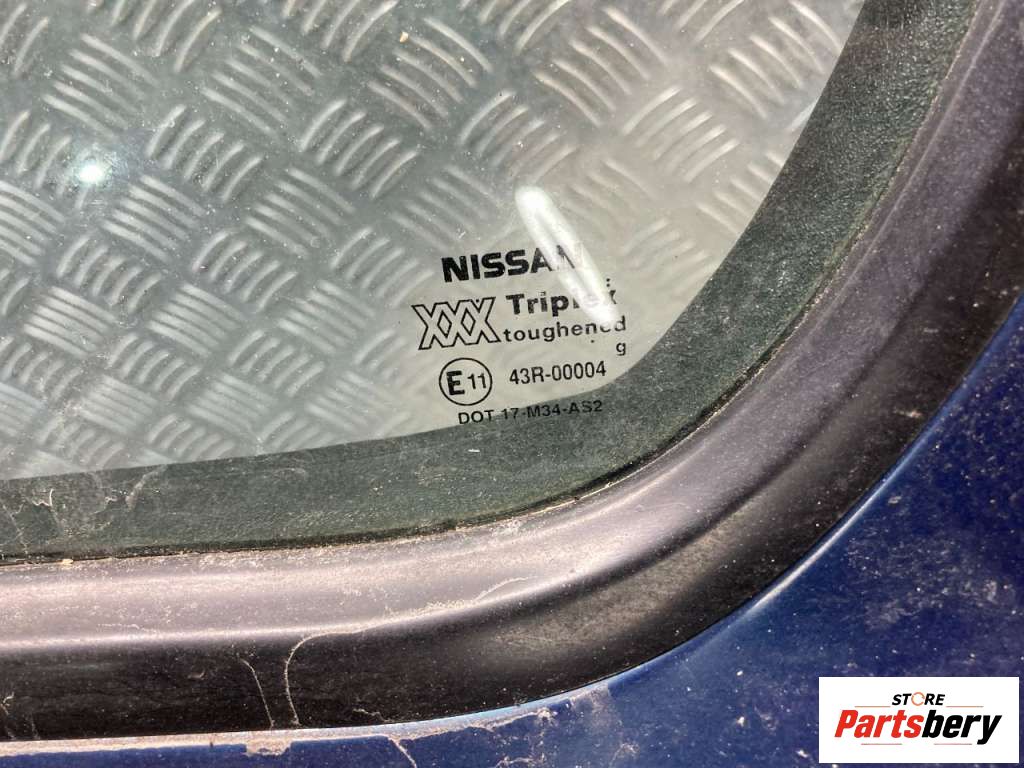 NISSAN
XXX Triplex
toughened
g
E11 43R-00004
DOT 17-M34-AS2
STORE
Partsbery